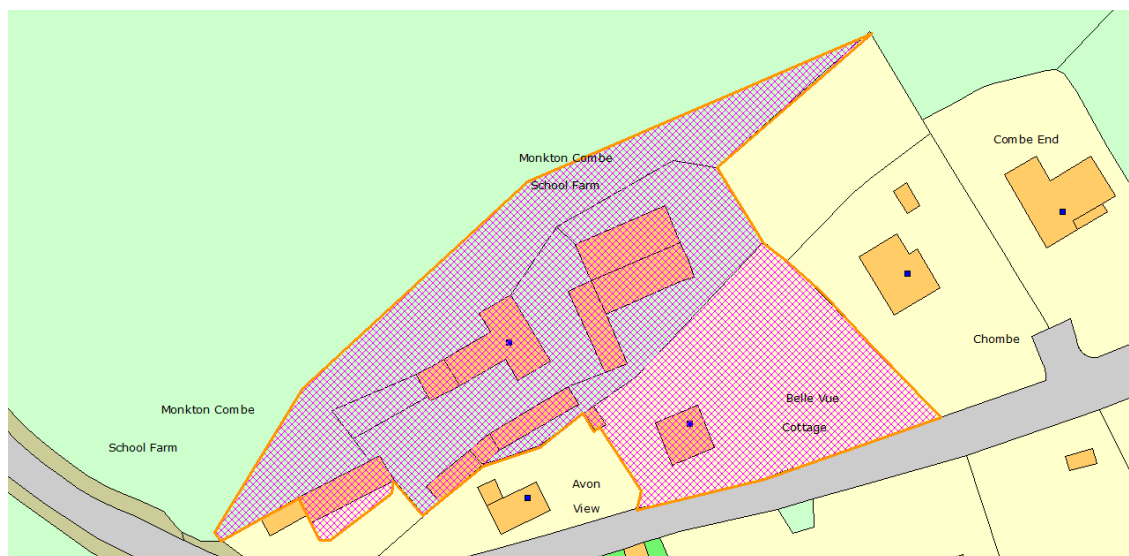 Monkton Combe
School Farm
Combe End
Chombe
Monkton Combe
School Farm
Belle Vue
Cottage
Avon
View